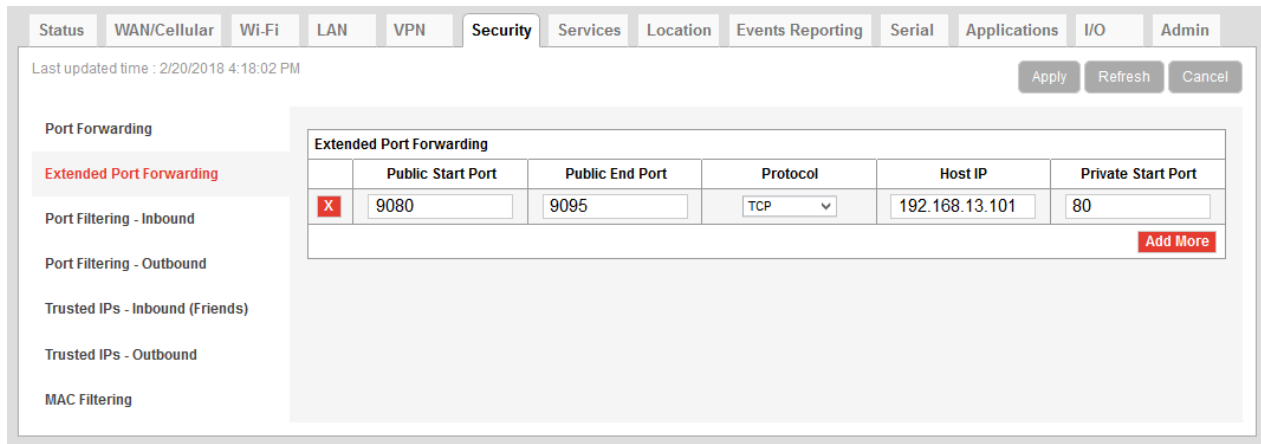 Status WAN/Cellular Wi-Fi LAN VPN Security Services Location Events Reporting Serial Applications I/O Admin
Last updated time : 2/20/2018 4:18:02 PM
Apply Refresh Cancel
Port Forwarding
Extended Port Forwarding
Port Filtering - Inbound
Port Filtering - Outbound
Trusted IPs - Inbound (Friends)
Trusted IPs - Outbound
MAC Filtering
Extended Port Forwarding
Public Start Port Public End Port Protocol Host IP Private Start Port
X 9080 9095 TCP 192.168.13.101 80
Add More